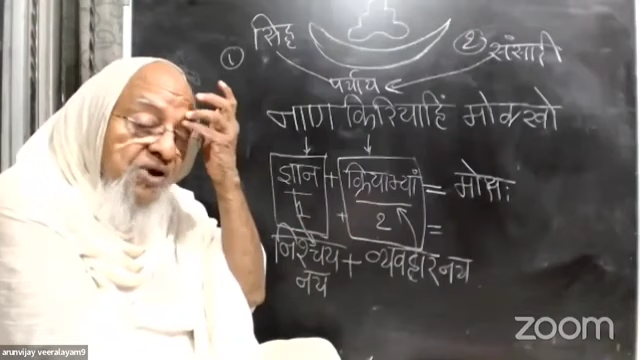 ① सिद्ध ② संसारी
पर्याय
नाण किरियाहिं मोक्खो
ज्ञान + क्रियाभ्यां = मोक्षः
1 + 2 =
निश्चय + व्यवहारनय
नय
zoom
arunvijay veeralayam9